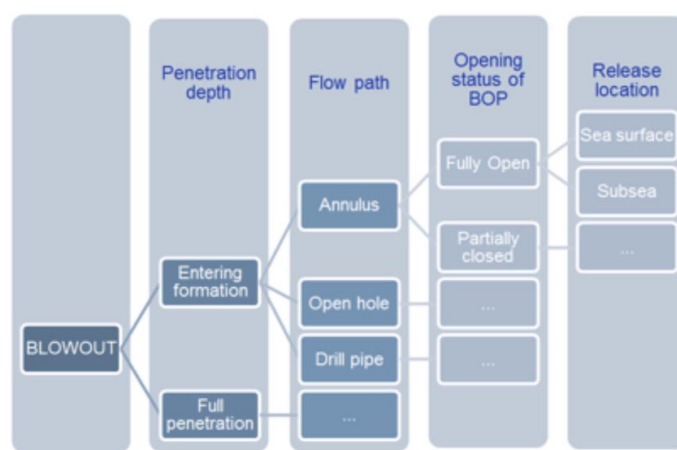 Penetration
depth
Flow path
Opening
status of
BOP
Release
location
Sea surface
Fully Open
Subsea
Annulus
Partially
closed
...
Entering
formation
Open hole
...
BLOWOUT
Drill pipe
...
Full
penetration
...